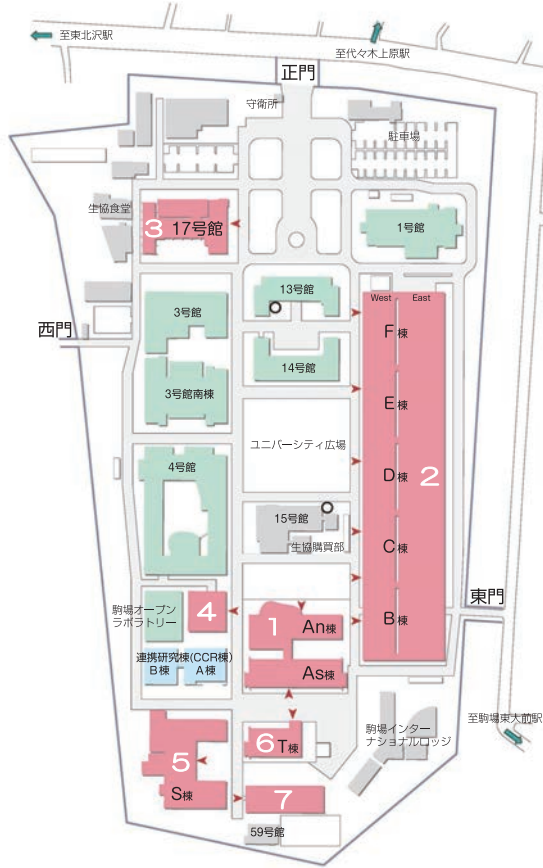 至東北沢駅
至代々木上原駅
正門
守衛所
駐車場
生協食堂
3 17号館
1号館
13号館
West East
3号館
F棟
西門
14号館
3号館南棟
E棟
ユニバーシティ広場
4号館
D棟 2
15号館
生協購買部
C棟
東門
駒場オープン
ラボラトリー
4
1 An棟
B棟
連携研究棟(CCR棟)
B棟 A棟
As棟
至駒場東大前駅
駒場インター
ナショナルロッジ
5
S棟
6 T棟
7
59号館